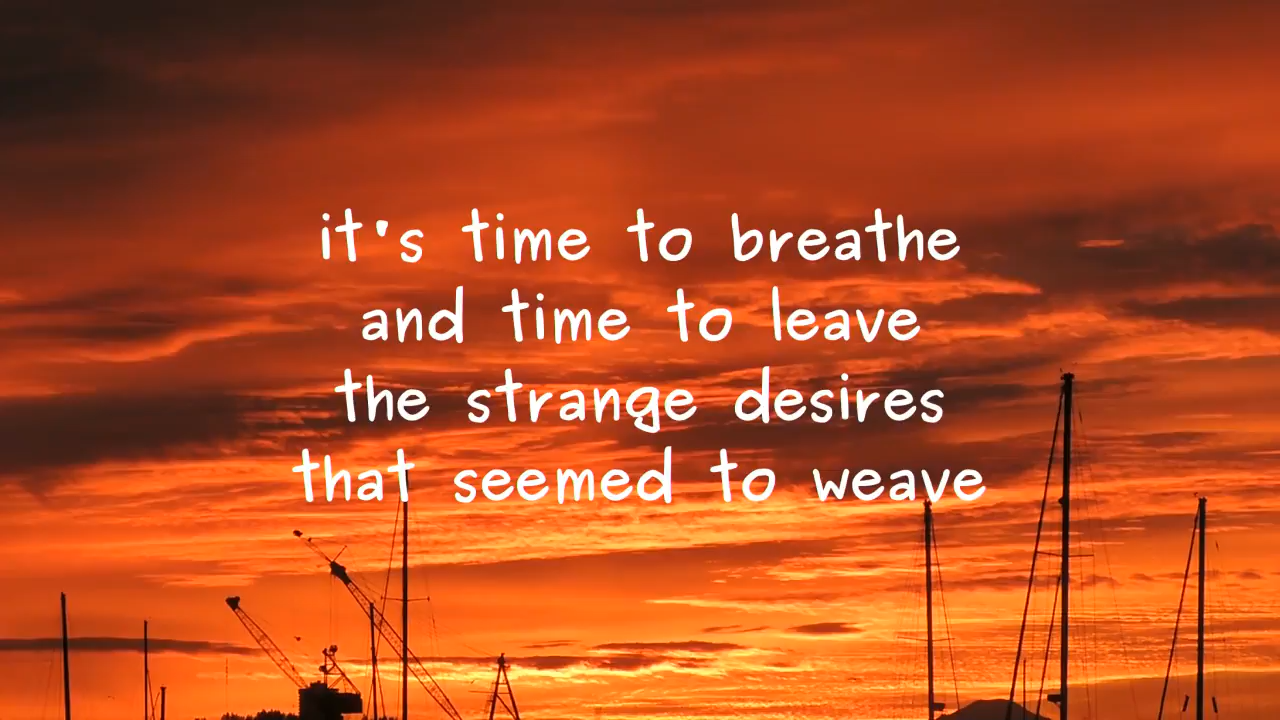 it's time to breathe
and time to leave
the strange desires
that seemed to weave